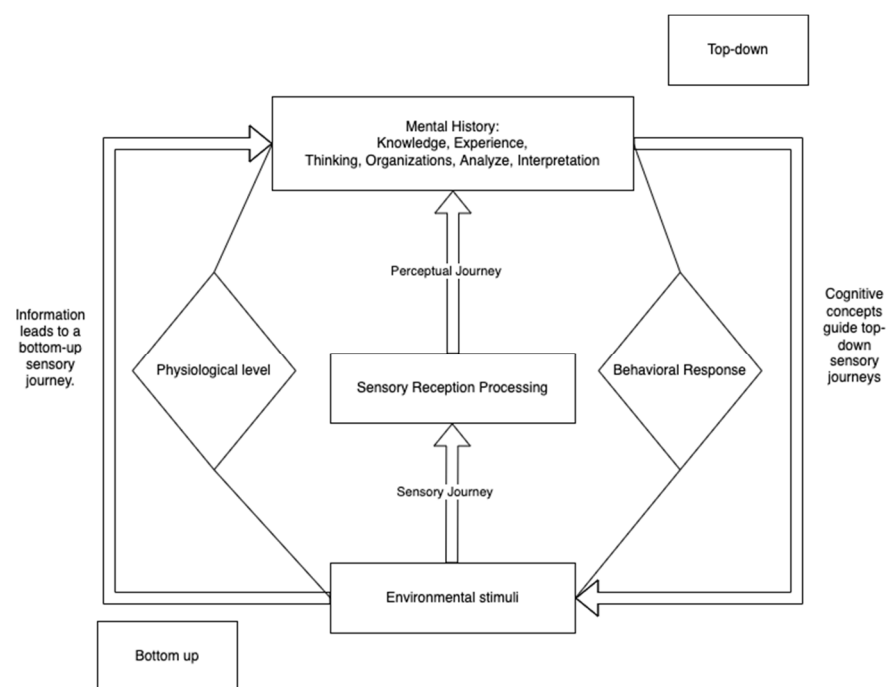 Top-down
Mental History:
Knowledge, Experience,
Thinking, Organizations, Analyze, Interpretation
Perceptual Journey
Information
leads to a
bottom-up
sensory
journey.
Cognitive
concepts
guide top-
down
sensory
journeys
Physiological level
Sensory Reception Processing
Behavioral Response
Sensory Journey
Environmental stimuli
Bottom up